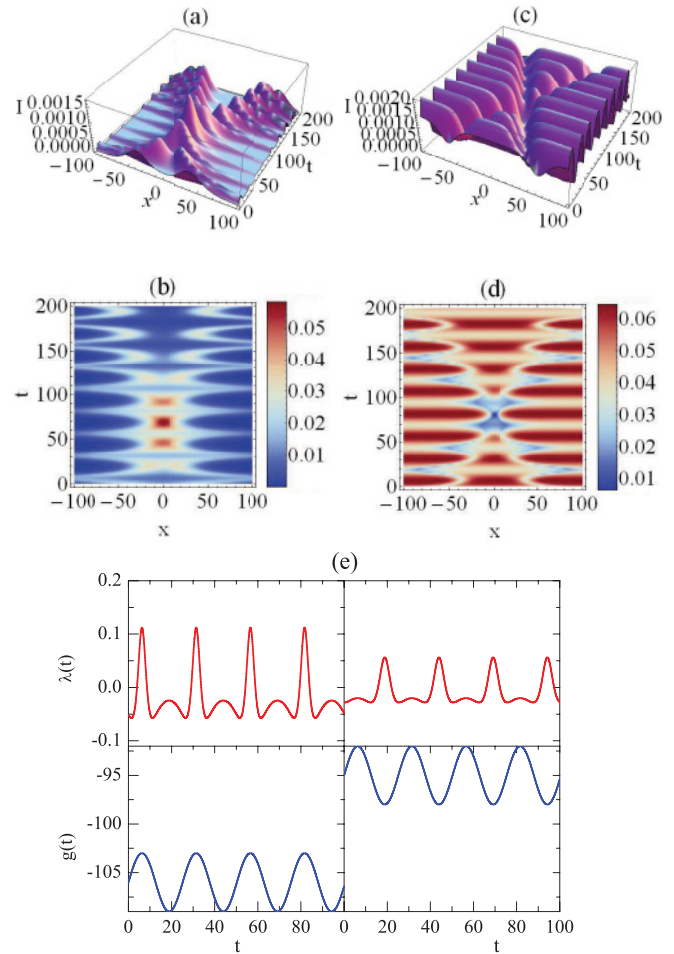 (a) (c)
I 0.0015 0.0010 0.0005 0.0000
−100 −50 0 50 100
x
0 50 100 150 200
t
I 0.0020 0.0015 0.0010 0.0005 0.0000
−100 −50 0 50 100
x
0 50 100 150 200
t
(b) (d)
200
150
100
50
0
t
−100 −50 0 50 100
x
0.05
0.04
0.03
0.02
0.01
200
150
100
50
0
t
−100 −50 0 50 100
x
0.06
0.05
0.04
0.03
0.02
0.01
(e)
0.2
0.1
0.0
-0.1
λ(t)
-95
-100
-105
g(t)
0 20 40 60 80 0 20 40 60 80 100
t t